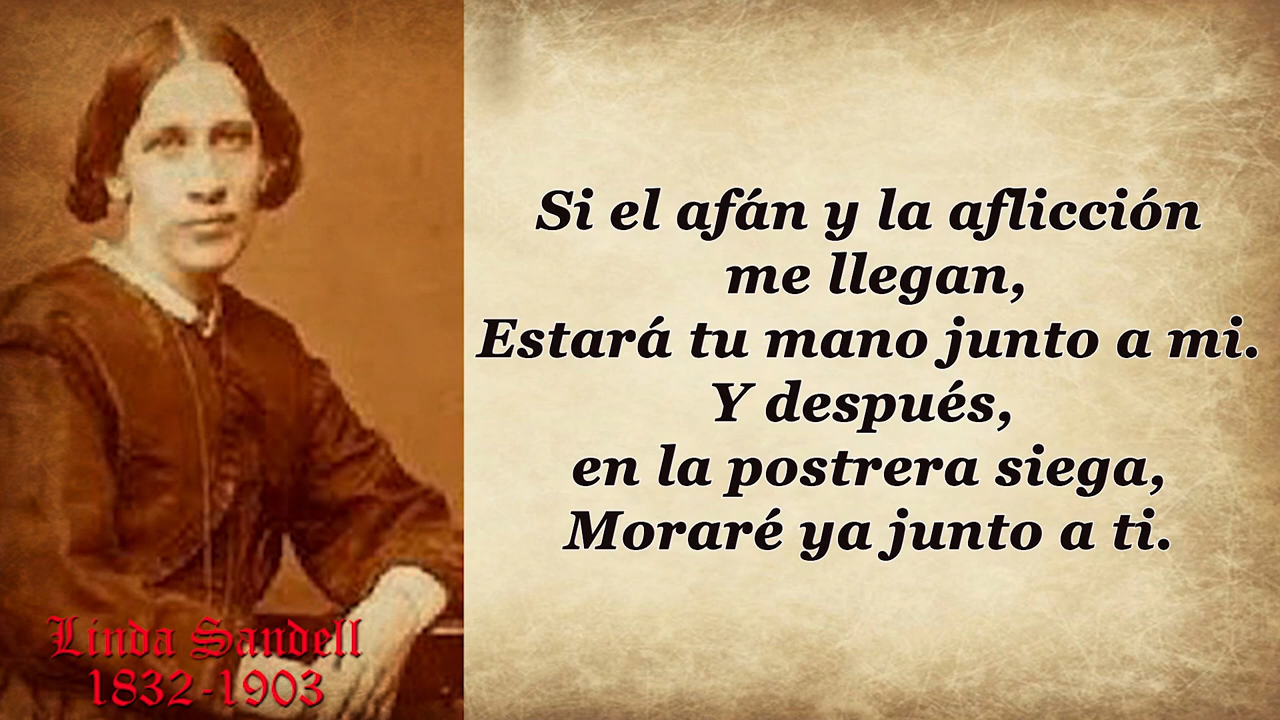 Si el afán y la aflicción
me llegan,
Estará tu mano junto a mi.
Y después,
en la postrera siega,
Moraré ya junto a ti.
Linda Sandell
1832-1903